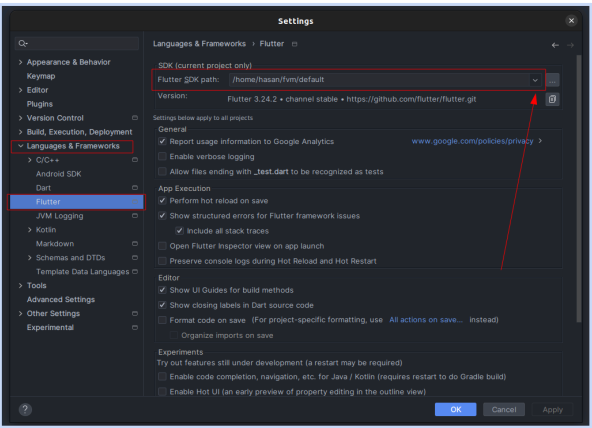 Settings
Languages & Frameworks › Flutter
Appearance & Behavior
Keymap
Editor
Plugins
Version Control
Build, Execution, Deployment
Languages & Frameworks
C/C++
Android SDK
Dart
Flutter
JVM Logging
Kotlin
Markdown
Schemas and DTDs
Template Data Languages
Tools
Advanced Settings
Other Settings
Experimental
SDK (current project only)
Flutter SDK path: /home/hasan/fvm/default ...
Version: Flutter 3.24.2 • channel stable • https://github.com/flutter/flutter.git
Settings below apply to all projects
General
Report usage information to Google Analytics www.google.com/policies/privacy
Enable verbose logging
Allow files ending with _test.dart to be recognized as tests
App Execution
Perform hot reload on save
Show structured errors for Flutter framework issues
Include all stack traces
Open Flutter Inspector view on app launch
Preserve console logs during Hot Reload and Hot Restart
Editor
Show UI Guides for build methods
Show closing labels in Dart source code
Format code on save (For project-specific formatting, use All actions on save... instead)
Organize imports on save
Experiments
Try out features still under development (a restart may be required)
Enable code completion, navigation, etc. for Java / Kotlin (requires restart to do Gradle build)
Enable Hot UI (an early preview of property editing in the outline view)
?
OK Cancel Apply